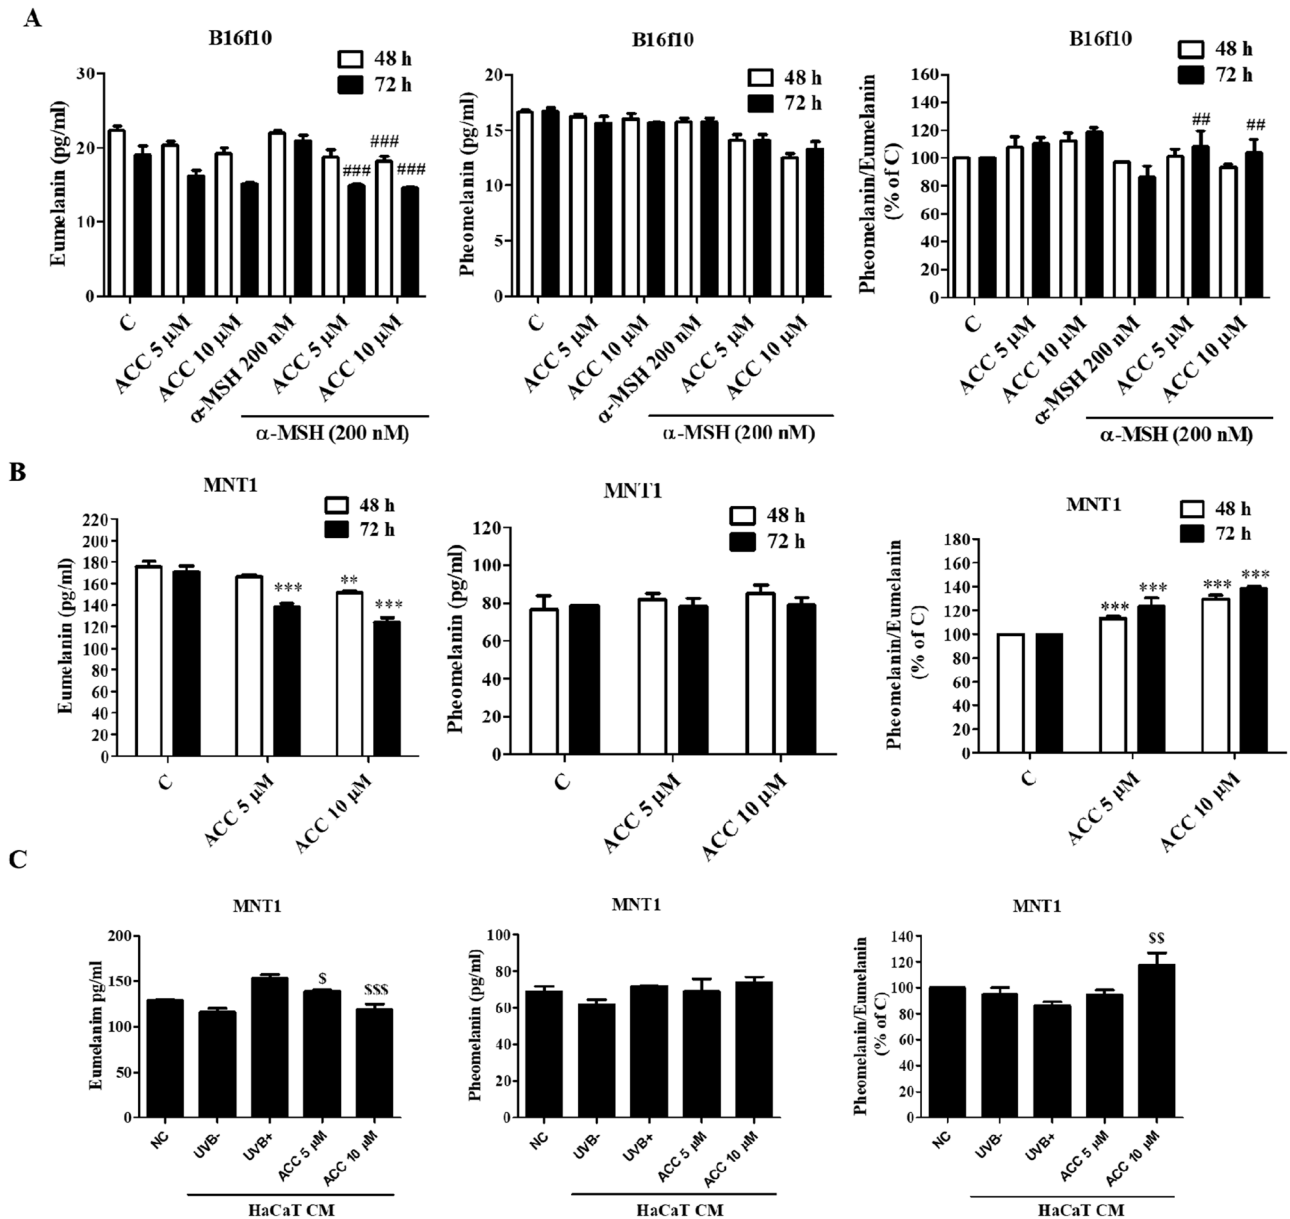 A
B16f10
48 h
72 h
Eumelanin (pg/ml)
30
20
10
0
###
###
###
C
ACC 5 µM
ACC 10 µM
α-MSH 200 nM
ACC 5 µM
ACC 10 µM
α-MSH (200 nM)
B16f10
48 h
72 h
Pheomelanin (pg/ml)
20
15
10
5
0
C
ACC 5 µM
ACC 10 µM
α-MSH 200 nM
ACC 5 µM
ACC 10 µM
α-MSH (200 nM)
B16f10
48 h
72 h
Pheomelanin/Eumelanin
(% of C)
160
140
120
100
80
60
40
20
0
##
##
C
ACC 5 µM
ACC 10 µM
α-MSH 200 nM
ACC 5 µM
ACC 10 µM
α-MSH (200 nM)
B
MNT1
48 h
72 h
Eumelanin (pg/ml)
220
200
180
160
140
120
100
80
60
40
20
0
***
**
***
C
ACC 5 µM
ACC 10 µM
MNT1
48 h
72 h
Pheomelanin (pg/ml)
120
100
80
60
40
20
0
C
ACC 5 µM
ACC 10 µM
MNT1
48 h
72 h
Pheomelanin/Eumelanin
(% of C)
180
160
140
120
100
80
60
40
20
0
***
***
***
***
C
ACC 5 µM
ACC 10 µM
C
MNT1
Eumelanim pg/ml
200
150
100
50
0
$
$$$
NC
UVB-
UVB+
ACC 5 µM
ACC 10 µM
HaCaT CM
MNT1
Pheomelanin (pg/ml)
100
80
60
40
20
0
NC
UVB-
UVB+
ACC 5 µM
ACC 10 µM
HaCaT CM
MNT1
Pheomelanin/Eumelanin
(% of C)
140
120
100
80
60
40
20
0
$$
NC
UVB-
UVB+
ACC 5 µM
ACC 10 µM
HaCaT CM